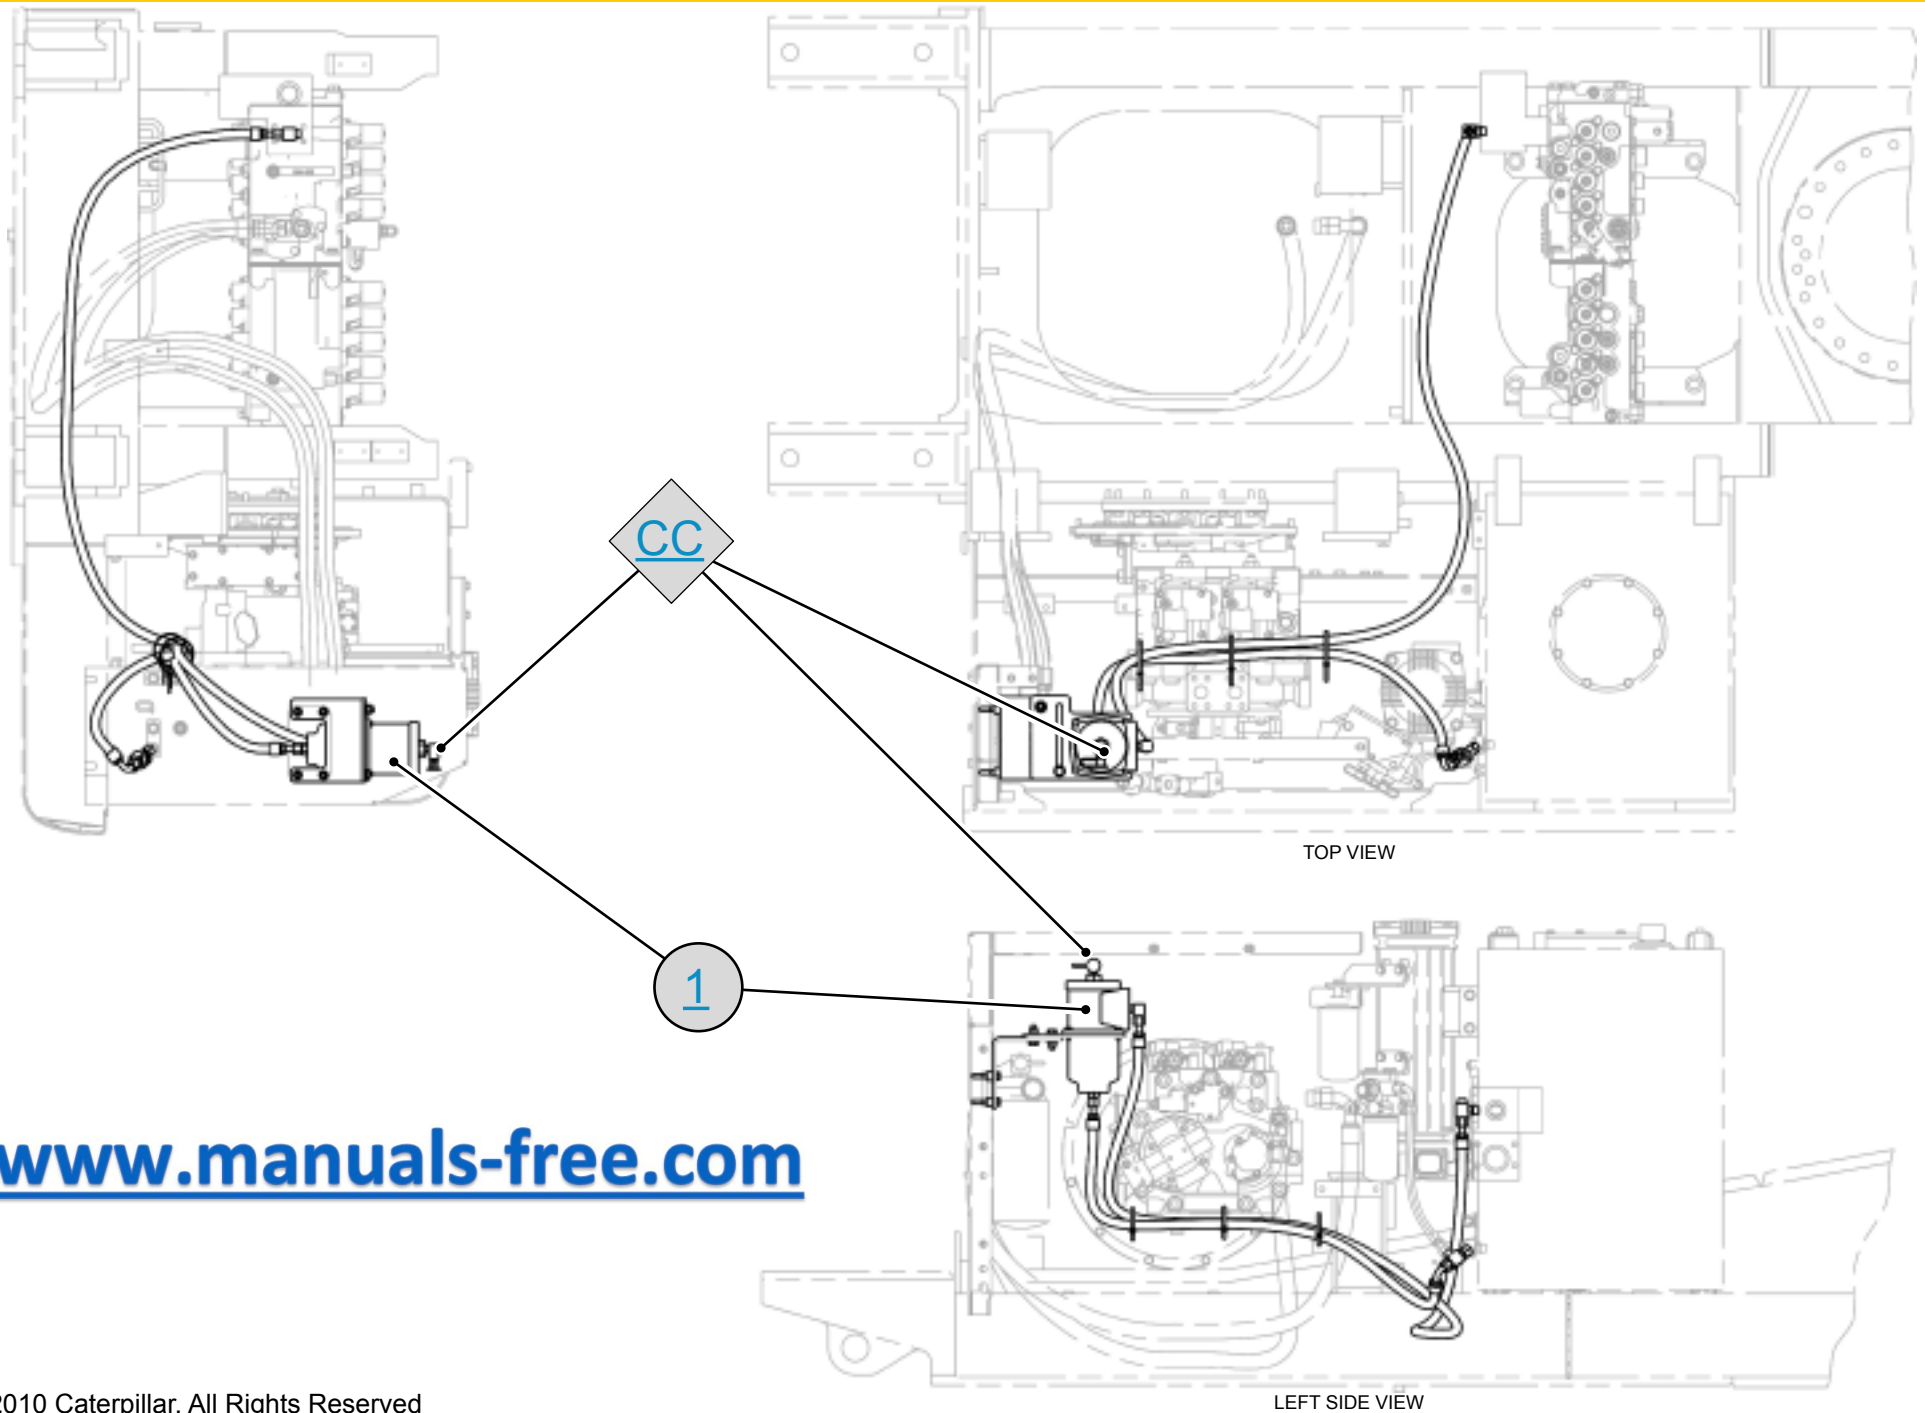 CC
TOP VIEW
1
www.manuals-free.com
2010 Caterpillar. All Rights Reserved
LEFT SIDE VIEW